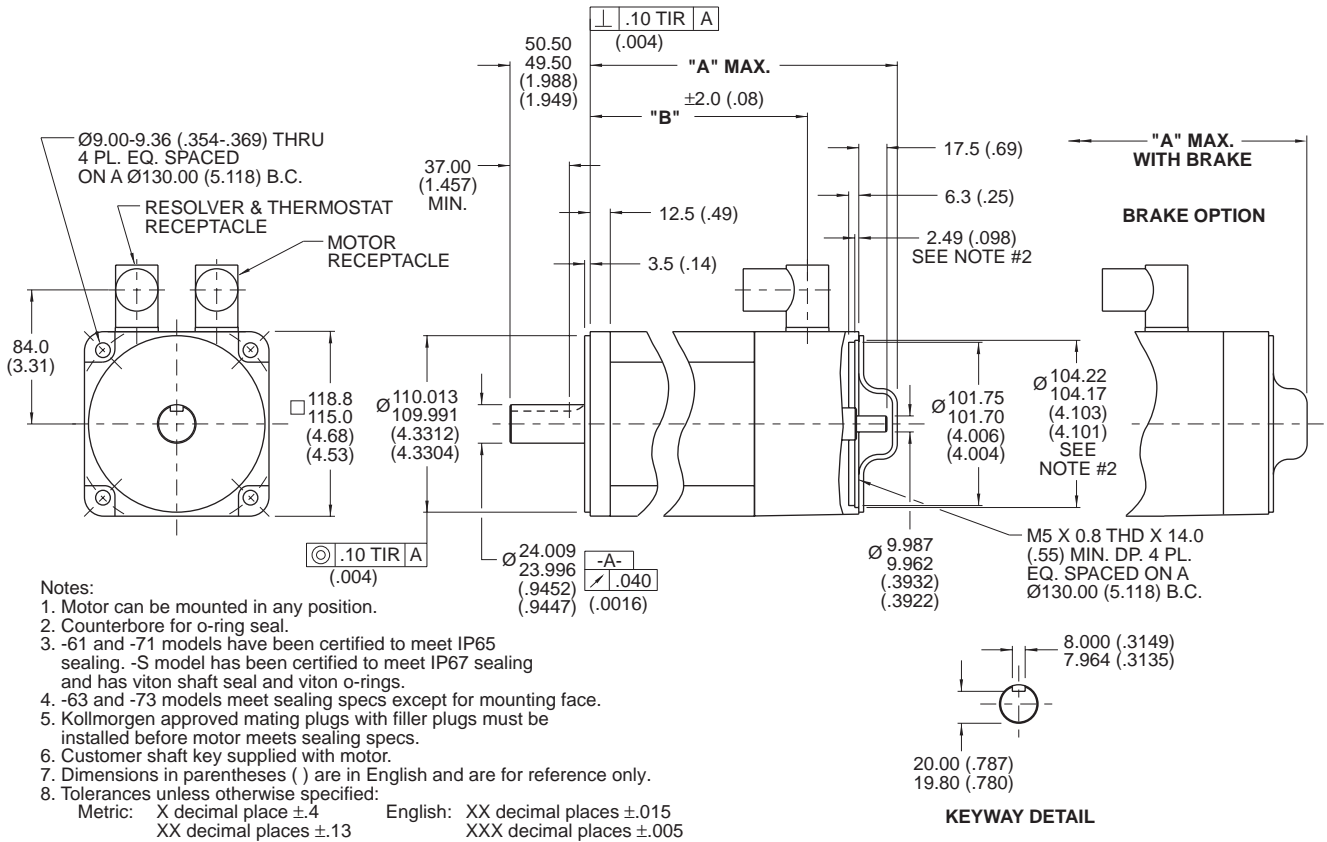 ⊥ .10 TIR A
(.004)
50.50
49.50
(1.988)
(1.949)
"A" MAX.
"B" ±2.0 (.08)
Ø9.00-9.36 (.354-.369) THRU
4 PL. EQ. SPACED
ON A Ø130.00 (5.118) B.C.
RESOLVER & THERMOSTAT
RECEPTACLE
MOTOR
RECEPTACLE
37.00
(1.457)
MIN.
12.5 (.49)
3.5 (.14)
17.5 (.69)
6.3 (.25)
2.49 (.098)
SEE NOTE #2
"A" MAX.
WITH BRAKE
BRAKE OPTION
84.0
(3.31)
□ 118.8
115.0
(4.68)
(4.53)
Ø 110.013
109.991
(4.3312)
(4.3304)
Ø 101.75
101.70
(4.006)
(4.004)
Ø 104.22
104.17
(4.103)
(4.101)
SEE
NOTE #2
◎ .10 TIR A
(.004)
Ø 24.009
23.996
(.9452)
(.9447)
-A-
↗ .040
(.0016)
Ø 9.987
9.962
(.3932)
(.3922)
M5 X 0.8 THD X 14.0
(.55) MIN. DP. 4 PL.
EQ. SPACED ON A
Ø130.00 (5.118) B.C.
Notes:
1. Motor can be mounted in any position.
2. Counterbore for o-ring seal.
3. -61 and -71 models have been certified to meet IP65
sealing. -S model has been certified to meet IP67 sealing
and has viton shaft seal and viton o-rings.
4. -63 and -73 models meet sealing specs except for mounting face.
5. Kollmorgen approved mating plugs with filler plugs must be
installed before motor meets sealing specs.
6. Customer shaft key supplied with motor.
7. Dimensions in parentheses ( ) are in English and are for reference only.
8. Tolerances unless otherwise specified:
Metric: X decimal place ±.4 English: XX decimal places ±.015
XX decimal places ±.13 XXX decimal places ±.005
8.000 (.3149)
7.964 (.3135)
20.00 (.787)
19.80 (.780)
KEYWAY DETAIL